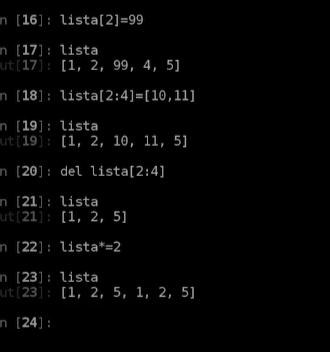 n [16]: lista[2]=99
n [17]: lista
ut[17]: [1, 2, 99, 4, 5]
n [18]: lista[2:4]=[10,11]
n [19]: lista
ut[19]: [1, 2, 10, 11, 5]
n [20]: del lista[2:4]
n [21]: lista
ut[21]: [1, 2, 5]
n [22]: lista*=2
n [23]: lista
ut[23]: [1, 2, 5, 1, 2, 5]
n [24]: